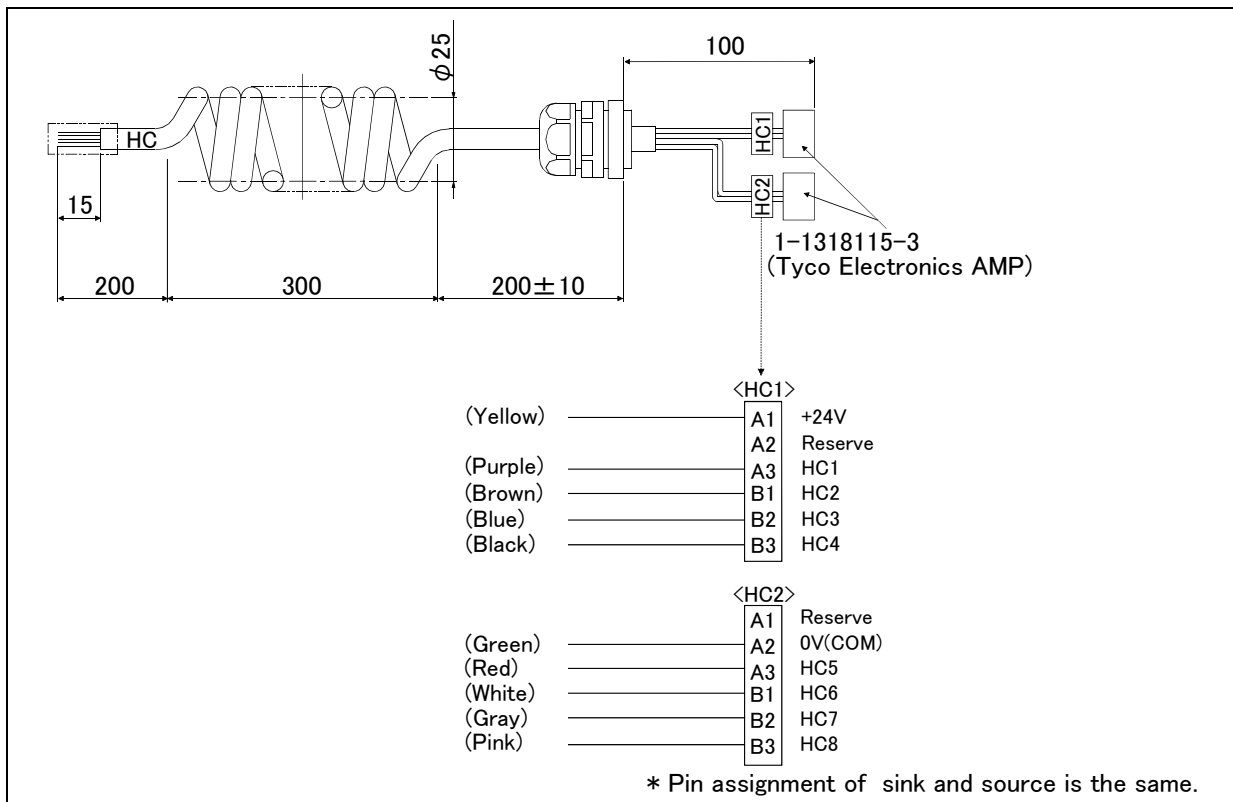 φ25
100
HC
HC1
HC2
15
1-1318115-3
(Tyco Electronics AMP)
200
300
200±10
<HC1>
(Yellow) A1 +24V
A2 Reserve
(Purple) A3 HC1
(Brown) B1 HC2
(Blue) B2 HC3
(Black) B3 HC4
<HC2>
A1 Reserve
(Green) A2 0V(COM)
(Red) A3 HC5
(White) B1 HC6
(Gray) B2 HC7
(Pink) B3 HC8
* Pin assignment of sink and source is the same.